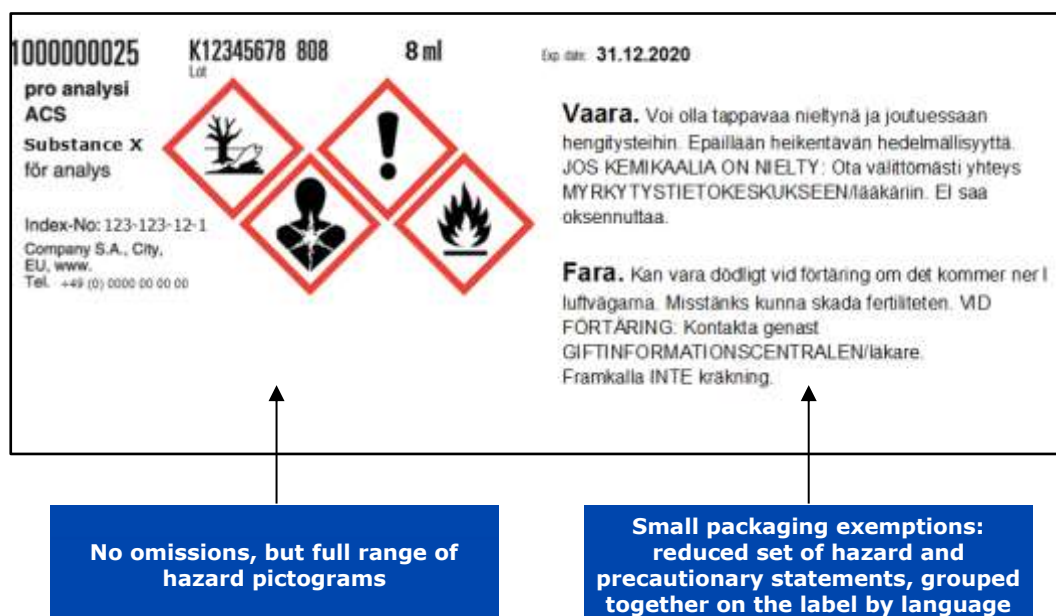 1000000025
K12345678 808
8 ml
Exp. date: 31.12.2020
Lot
pro analysi
ACS
Substance X
för analys
Index-No: 123-123-12-1
Company S.A., City,
EU, www.
Tel. +49 (0) 0000 00 00 00
Vaara. Voi olla tappavaa nieltynä ja joutuessaan
hengitysteihin. Epäillään heikentävän hedelmällisyyttä.
JOS KEMIKAALIA ON NIELTY: Ota välittömästi yhteys
MYRKYTYSTIETOKESKUKSEEN/lääkäriin. EI saa
oksennuttaa.
Fara. Kan vara dödligt vid förtäring om det kommer ner I
luftvägarna. Misstänks kunna skada fertiliteten. VID
FÖRTÄRING: Kontakta genast
GIFTINFORMATIONSCENTRALEN/läkare.
Framkalla INTE kräkning.
No omissions, but full range of
hazard pictograms
Small packaging exemptions:
reduced set of hazard and
precautionary statements, grouped
together on the label by language